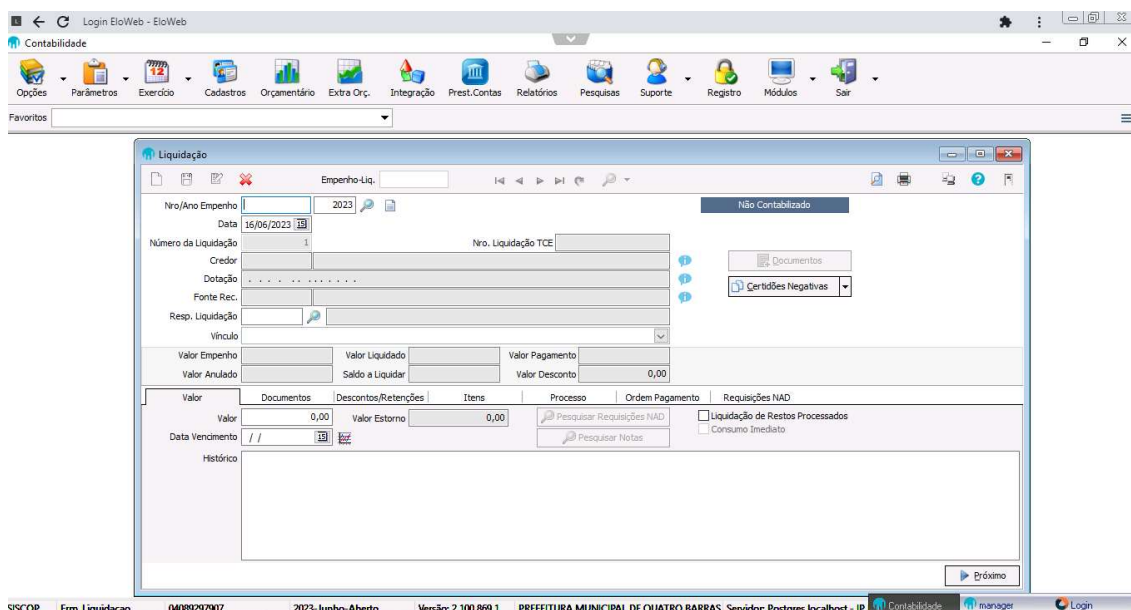 Login EloWeb - EloWeb
Contabilidade
Opções Parâmetros Exercício Cadastros Orçamentário Extra Orç. Integração Prest.Contas Relatórios Pesquisas Suporte Registro Módulos Sair
Favoritos
Liquidação
Empenho-Liq.
Nro/Ano Empenho 2023 Não Contabilizado
Data 16/06/2023 15
Número da Liquidação 1 Nro. Liquidação TCE
Credor Documentos
Dotação . . . . . . . . . . . . .
Certidões Negativas
Fonte Rec.
Resp. Liquidação
Vínculo
Valor Empenho Valor Liquidado Valor Pagamento
Valor Anulado Saldo a Liquidar Valor Desconto 0,00
Valor Documentos Descontos/Retenções Itens Processo Ordem Pagamento Requisições NAD
Valor 0,00 Valor Estorno 0,00 Pesquisar Requisições NAD Liquidação de Restos Processados
Consumo Imediato
Data Vencimento / / 15 Pesquisar Notas
Histórico
Próximo
SISCOP Frm_Liquidacao 04089297907 2023-Junho-Aberto Versão: 2.100.869.1 PREFEITURA MUNICIPAL DE QUATRO BARRAS Servidor: Postgres localhost - IP Contabilidade manager Login